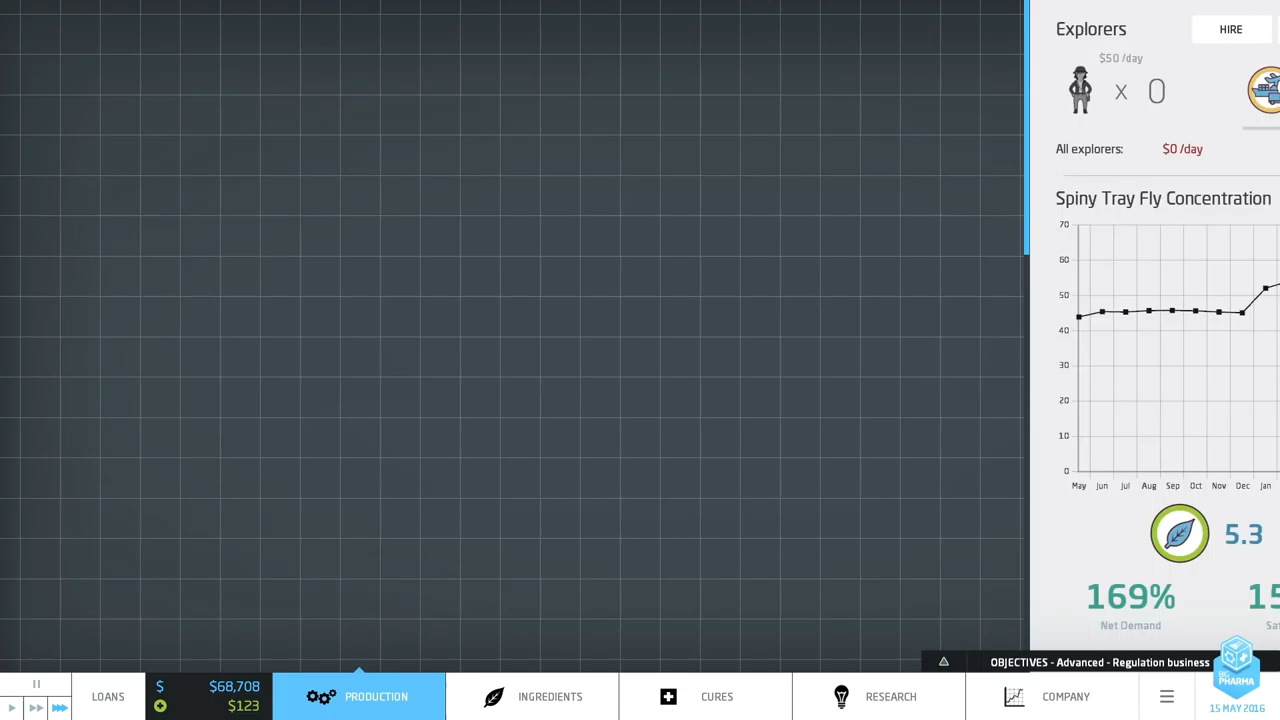 Explorers
HIRE
$50 /day
x 0
All explorers: $0 /day
Spiny Tray Fly Concentration
70
60
50
40
30
20
10
0
May Jun Jul Aug Sep Oct Nov Dec Jan
5.3
169%
Net Demand
OBJECTIVES - Advanced - Regulation business
LOANS
$ $68,708
$123
PRODUCTION
INGREDIENTS
CURES
RESEARCH
COMPANY
BIG PHARMA
15 MAY 2016